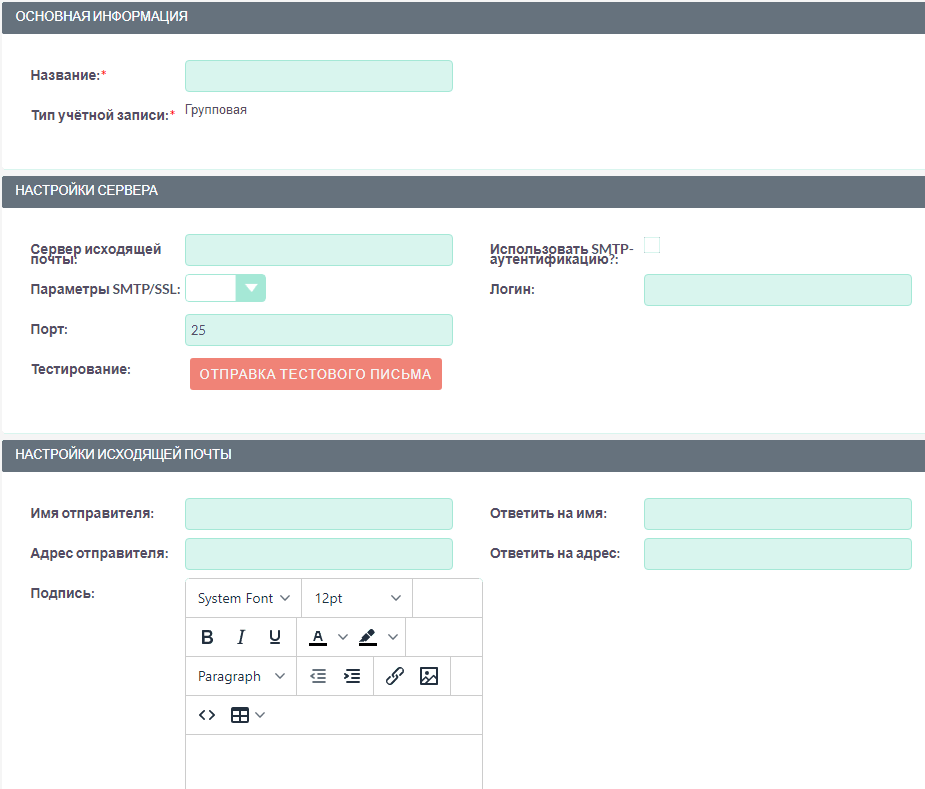 ОСНОВНАЯ ИНФОРМАЦИЯ
Название:*
Тип учётной записи:* Групповая
НАСТРОЙКИ СЕРВЕРА
Сервер исходящей
почты:
Использовать SMTP-
аутентификацию?:
Параметры SMTP/SSL:
Логин:
Порт: 25
Тестирование: ОТПРАВКА ТЕСТОВОГО ПИСЬМА
НАСТРОЙКИ ИСХОДЯЩЕЙ ПОЧТЫ
Имя отправителя:
Ответить на имя:
Адрес отправителя:
Ответить на адрес:
Подпись:
System Font 12pt
B I U A
Paragraph